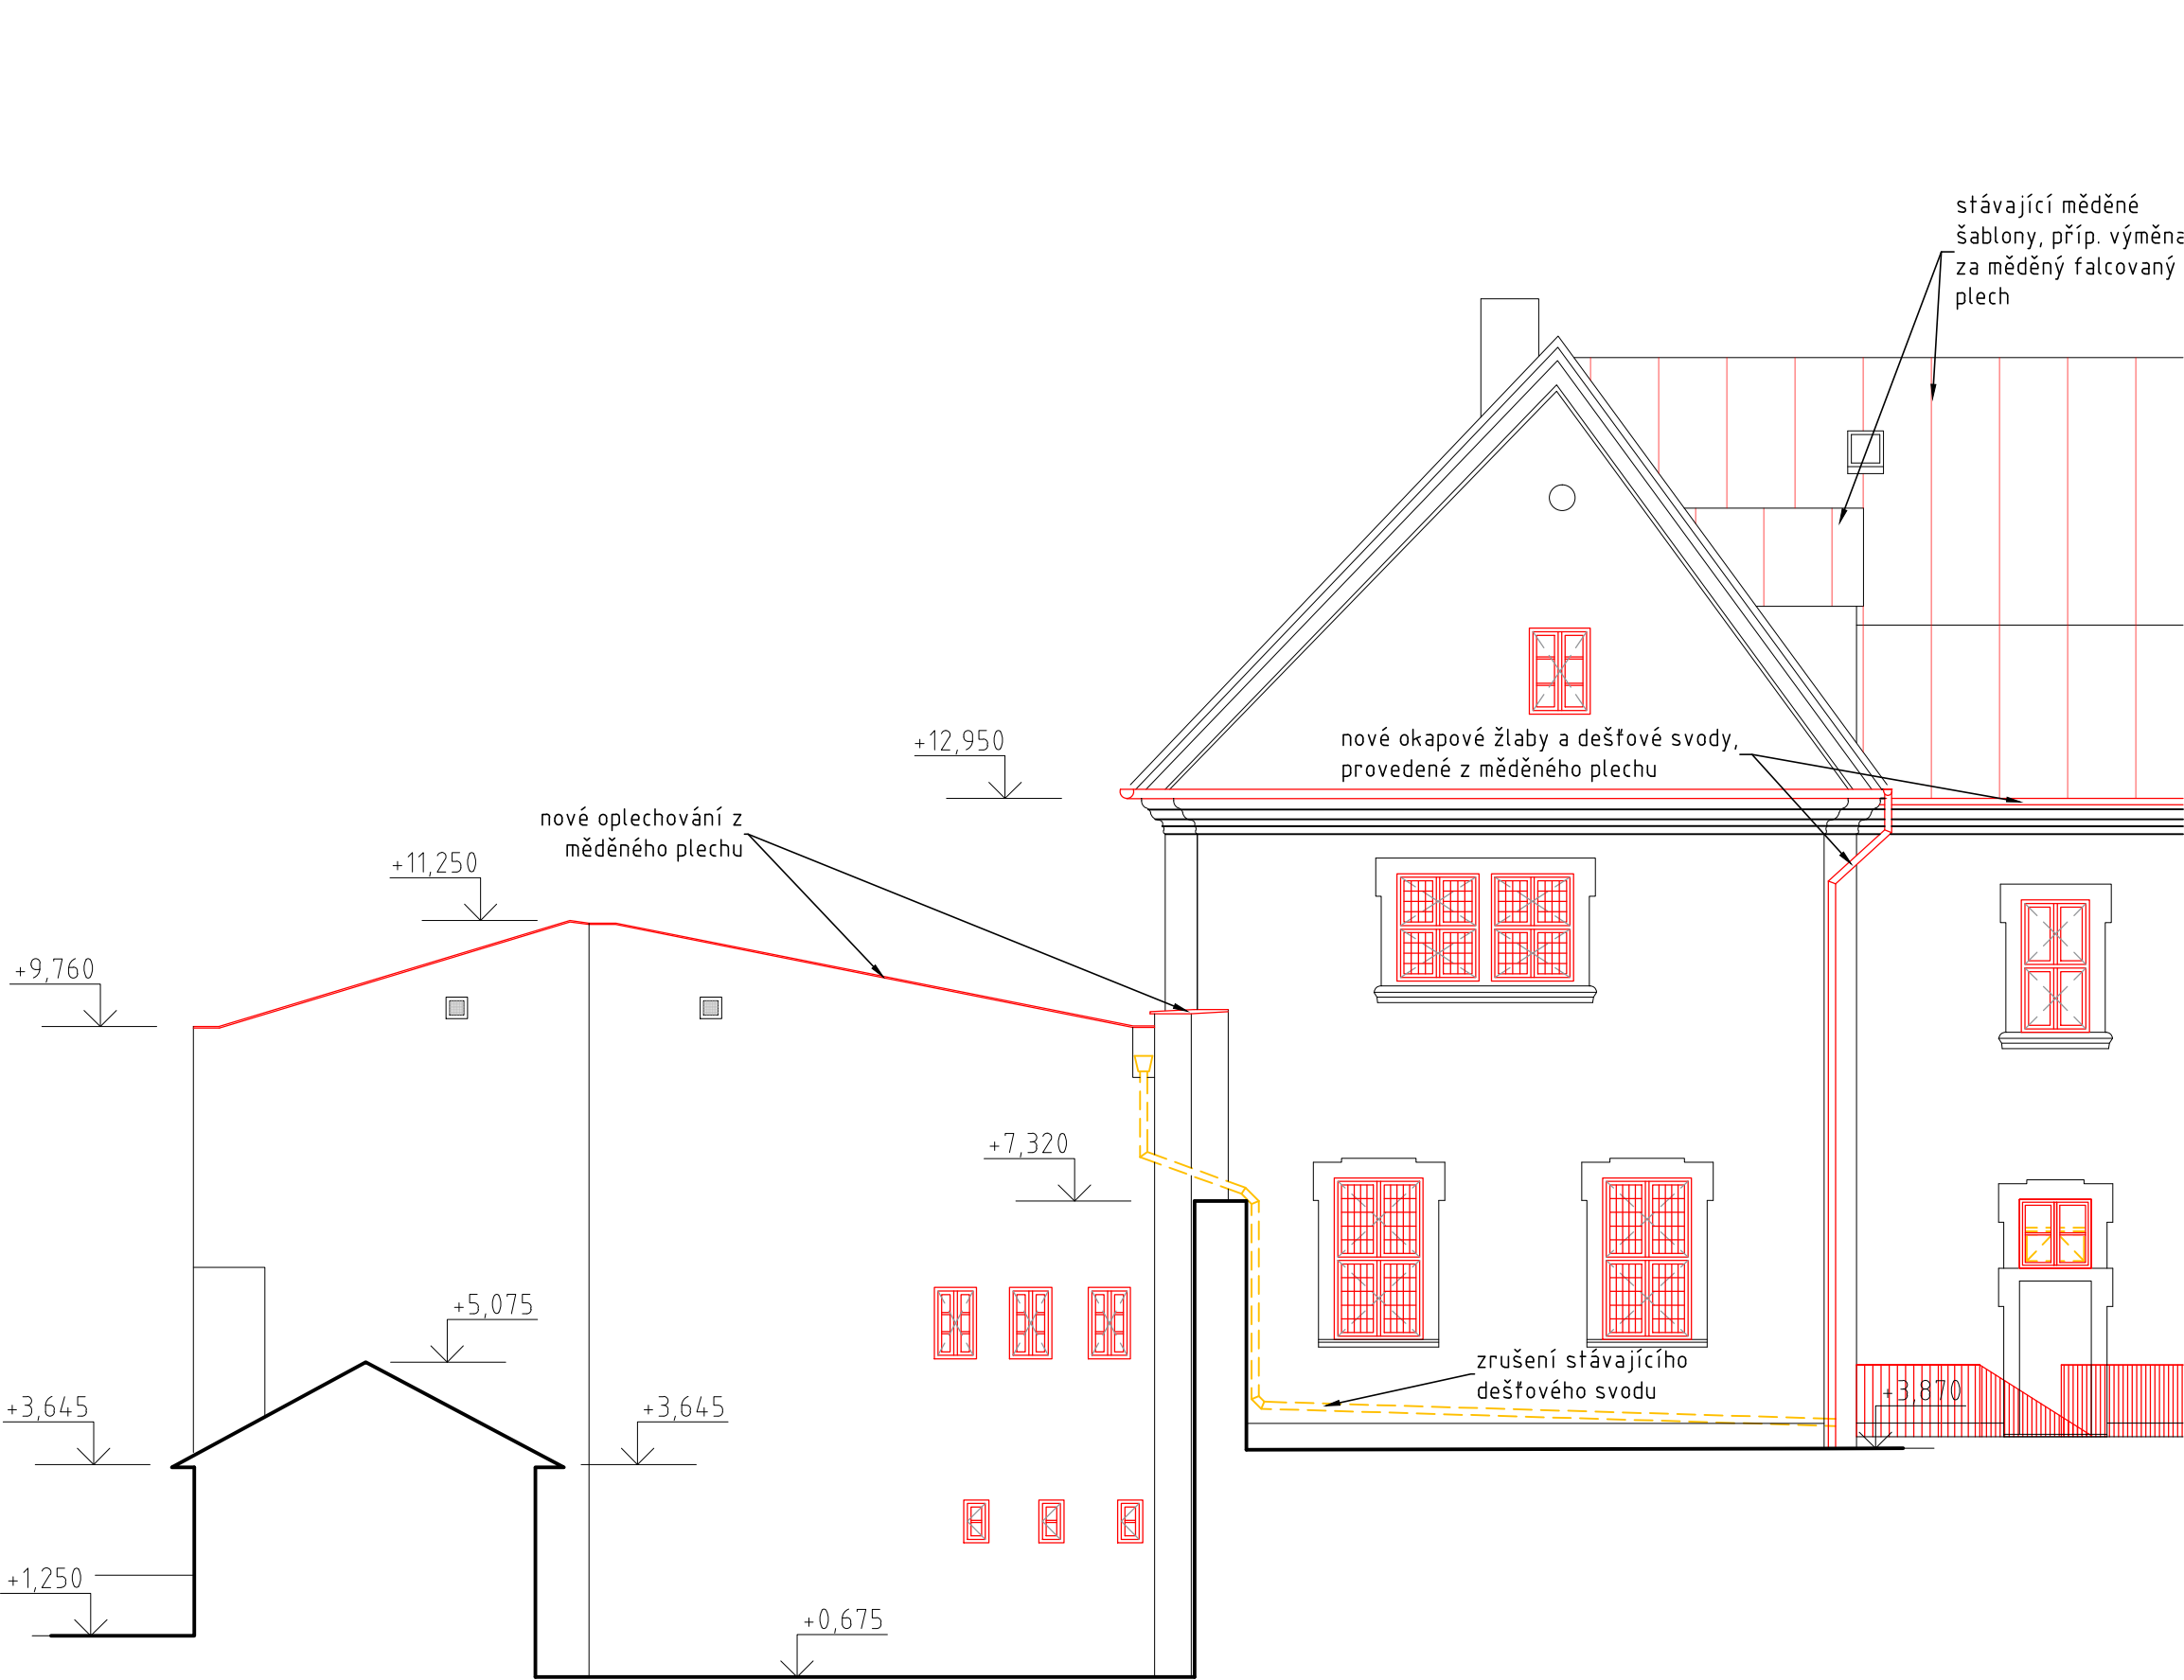 stávající měděné
šablony, příp. výměna
za měděný falcovaný
plech
+12,950
nové okapové žlaby a dešťové svody,
provedené z měděného plechu
nové oplechování z
měděného plechu
+11,250
+9,760
+7,320
+5,075
zrušení stávajícího
dešťového svodu
+3,870
+3,645
+3,645
+1,250
+0,675